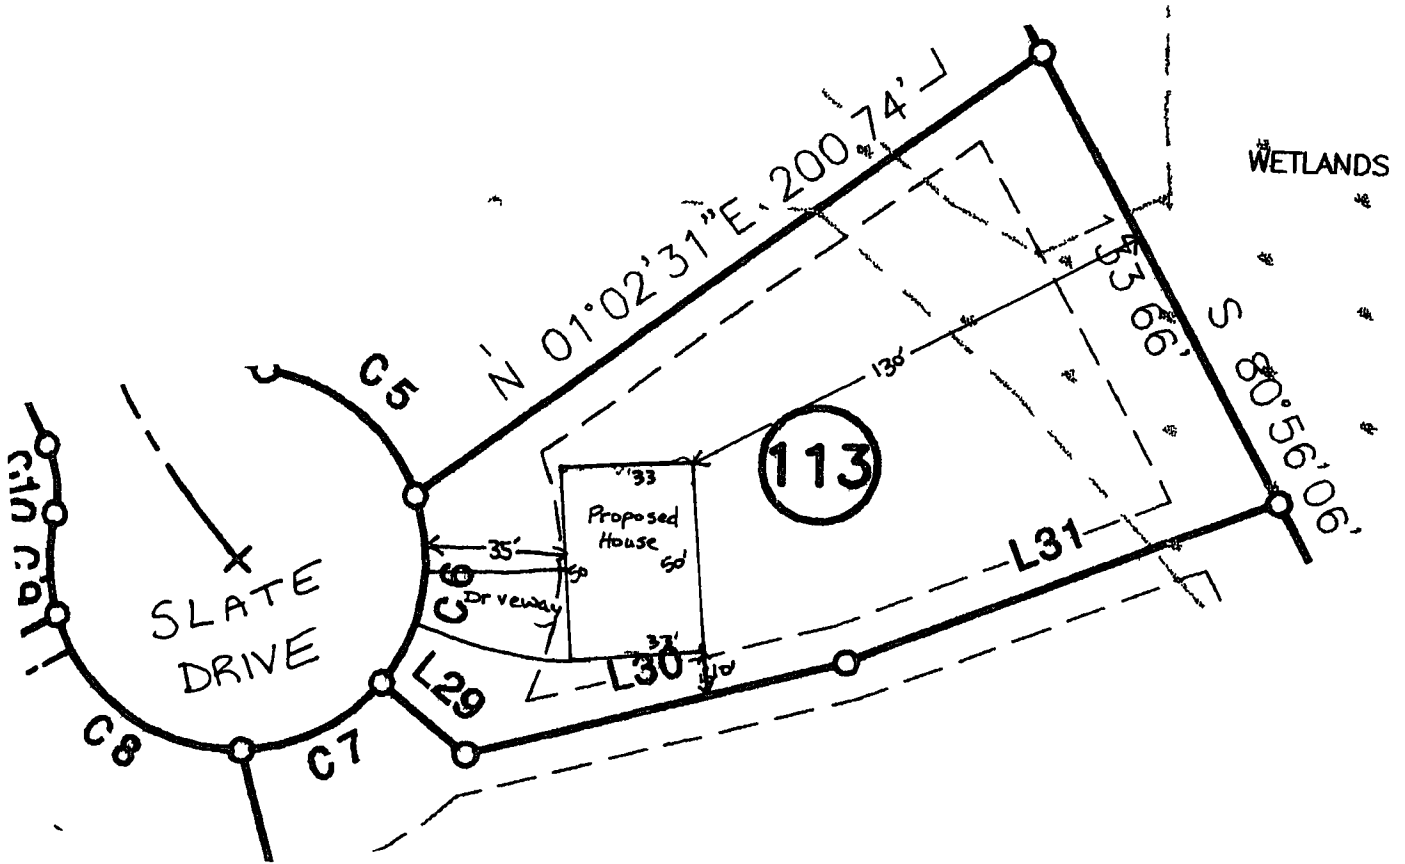 WETLANDS
N 01°02'31"E, 200.74'
S 80°56'06"
53.66'
130'
113
C5
'33
Proposed
House
50'
35'
50
C6
Driveway
33'
L30
10'
L31
L29
SLATE
DRIVE
C7
C8